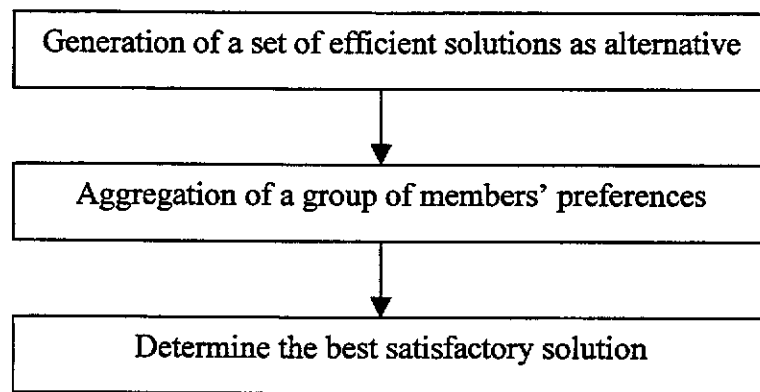 Generation of a set of efficient solutions as alternative
Aggregation of a group of members’ preferences
Determine the best satisfactory solution